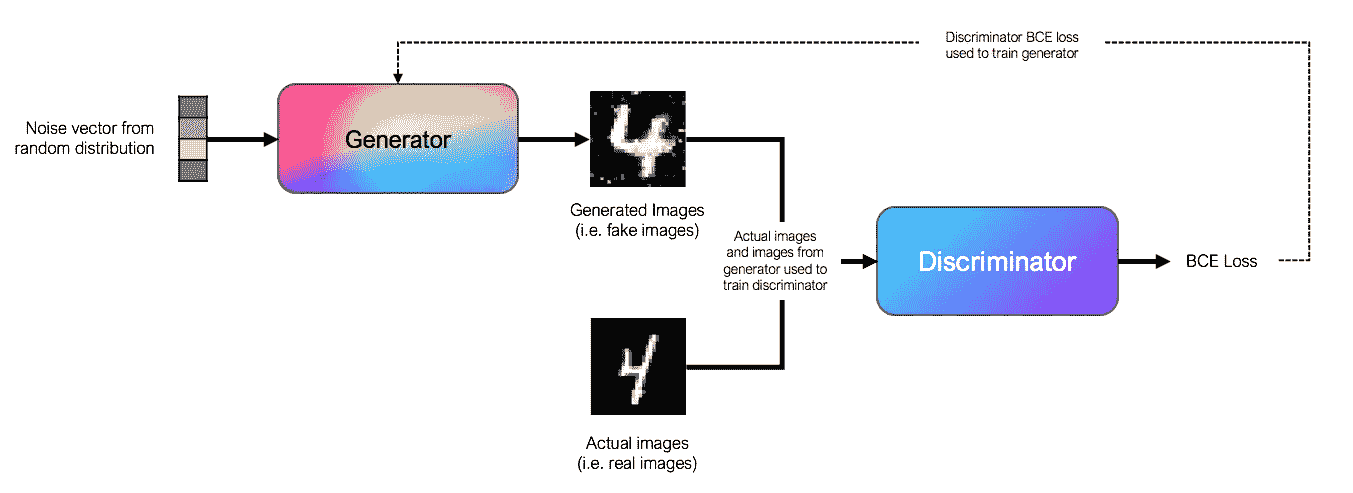 Discriminator BCE loss
used to train generator
Noise vector from
random distribution
Generator
Generated Images
(i.e. fake images)
Actual images
and images from
generator used to
train discriminator
Discriminator
BCE Loss
Actual images
(i.e. real images)